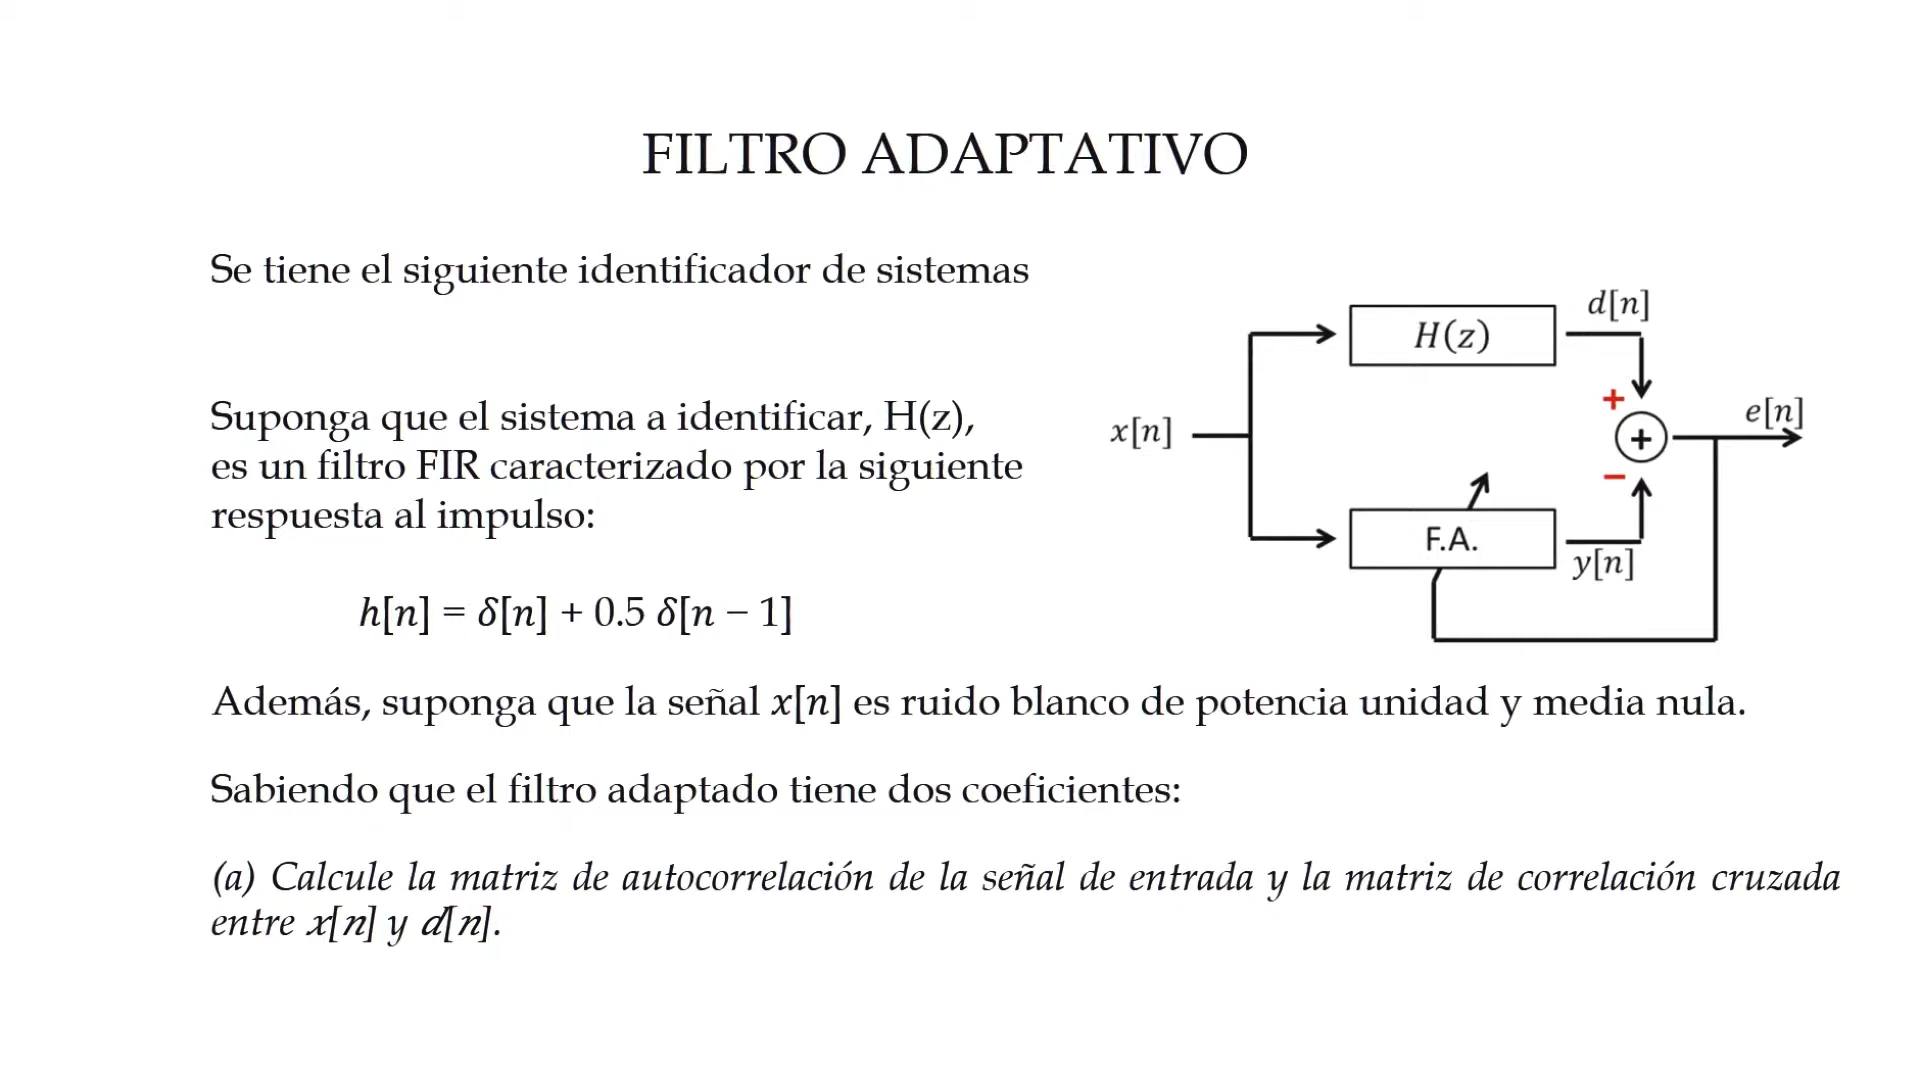 FILTRO ADAPTATIVO
Se tiene el siguiente identificador de sistemas
Suponga que el sistema a identificar, H(z),
es un filtro FIR caracterizado por la siguiente
respuesta al impulso:
h[n] = δ[n] + 0.5 δ[n − 1]
x[n]
H(z)
d[n]
+
+
e[n]
−
F.A.
y[n]
Además, suponga que la señal x[n] es ruido blanco de potencia unidad y media nula.
Sabiendo que el filtro adaptado tiene dos coeficientes:
(a) Calcule la matriz de autocorrelación de la señal de entrada y la matriz de correlación cruzada
entre x[n] y d[n].